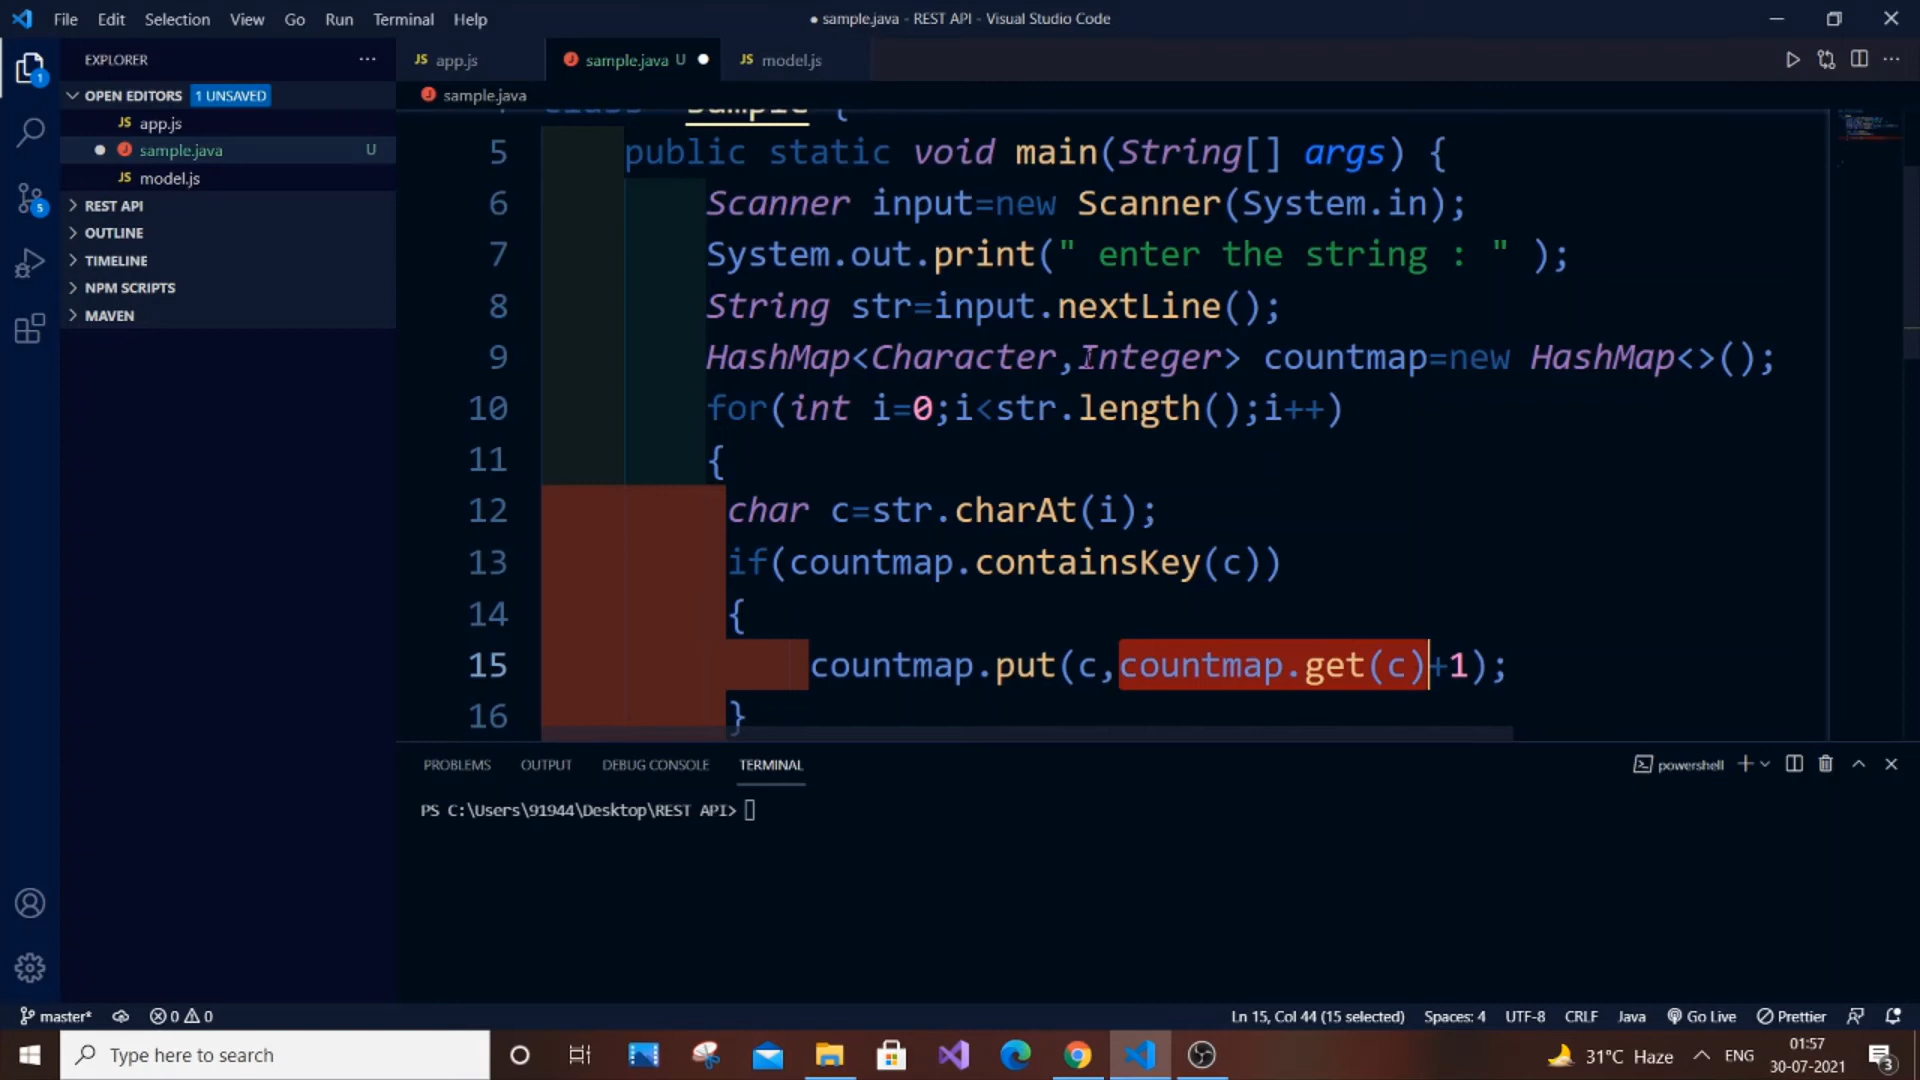 File Edit Selection View Go Run Terminal Help
● sample.java - REST API - Visual Studio Code
EXPLORER
OPEN EDITORS 1 UNSAVED
JS app.js
sample.java U
JS model.js
REST API
OUTLINE
TIMELINE
NPM SCRIPTS
MAVEN
JS app.js
sample.java U
JS model.js
sample.java
5 public static void main(String[] args) {
6 Scanner input=new Scanner(System.in);
7 System.out.print(" enter the string : " );
8 String str=input.nextLine();
9 HashMap<Character,Integer> countmap=new HashMap<>();
10 for(int i=0;i<str.length();i++)
11 {
12 char c=str.charAt(i);
13 if(countmap.containsKey(c))
14 {
15 countmap.put(c,countmap.get(c)+1);
16 }
PROBLEMS OUTPUT DEBUG CONSOLE TERMINAL
powershell
PS C:\Users\91944\Desktop\REST API>
1
5
master* 0 0
Ln 15, Col 44 (15 selected) Spaces: 4 UTF-8 CRLF Java Go Live Prettier
Type here to search
31°C Haze
ENG
01:57
30-07-2021
3